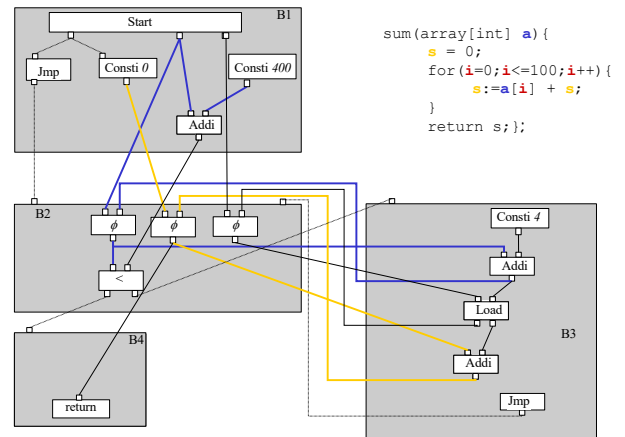 B1
Start
Jmp
Consti 0
Consti 400
Addi
sum(array[int] a){
s = 0;
for(i=0;i<=100;i++){
s:=a[i] + s;
}
return s;};
B2
ϕ
ϕ
ϕ
<
Consti 4
Addi
Load
B3
Addi
Jmp
B4
return